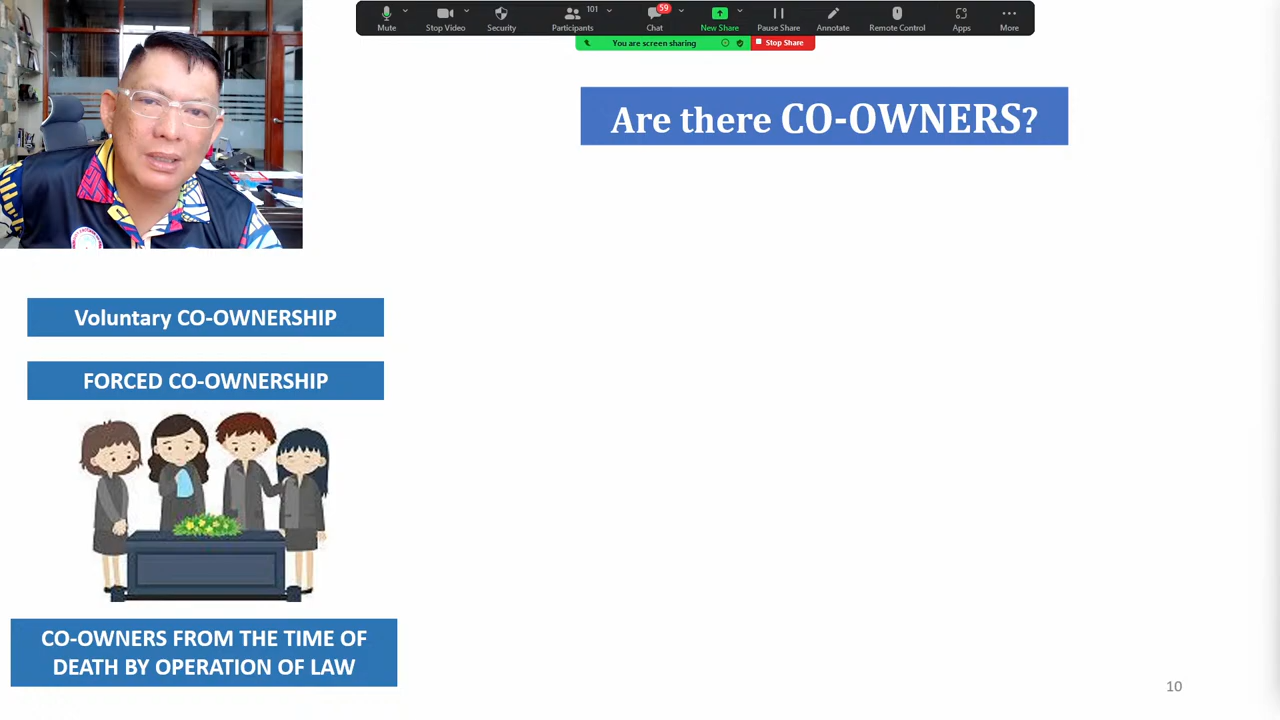 101
59
Mute
Stop Video
Security
Participants
Chat
New Share
Pause Share
Annotate
Remote Control
Apps
More
You are screen sharing
Stop Share
Are there CO-OWNERS?
Voluntary CO-OWNERSHIP
FORCED CO-OWNERSHIP
CO-OWNERS FROM THE TIME OF
DEATH BY OPERATION OF LAW
10